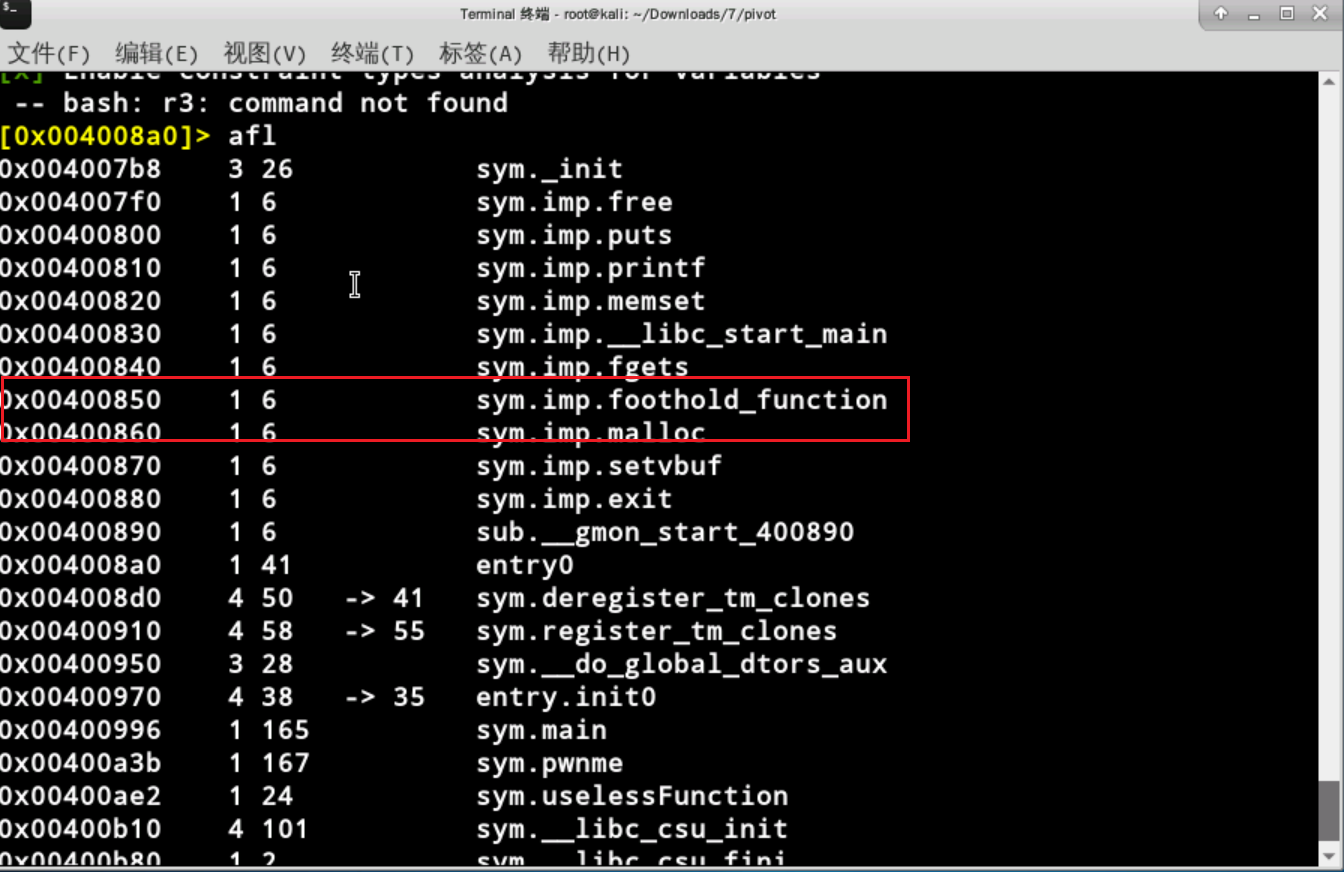 Terminal 终端 - root@kali: ~/Downloads/7/pivot
文件(F) 编辑(E) 视图(V) 终端(T) 标签(A) 帮助(H)
[x] Enable constraint types analysis for variables
-- bash: r3: command not found
[0x004008a0]> afl
0x004007b8 3 26 sym._init
0x004007f0 1 6 sym.imp.free
0x00400800 1 6 sym.imp.puts
0x00400810 1 6 sym.imp.printf
0x00400820 1 6 sym.imp.memset
0x00400830 1 6 sym.imp.__libc_start_main
0x00400840 1 6 sym.imp.fgets
0x00400850 1 6 sym.imp.foothold_function
0x00400860 1 6 sym.imp.malloc
0x00400870 1 6 sym.imp.setvbuf
0x00400880 1 6 sym.imp.exit
0x00400890 1 6 sub.__gmon_start_400890
0x004008a0 1 41 entry0
0x004008d0 4 50 -> 41 sym.deregister_tm_clones
0x00400910 4 58 -> 55 sym.register_tm_clones
0x00400950 3 28 sym.__do_global_dtors_aux
0x00400970 4 38 -> 35 entry.init0
0x00400996 1 165 sym.main
0x00400a3b 1 167 sym.pwnme
0x00400ae2 1 24 sym.uselessFunction
0x00400b10 4 101 sym.__libc_csu_init
0x00400b80 1 2 sym.__libc_csu_fini